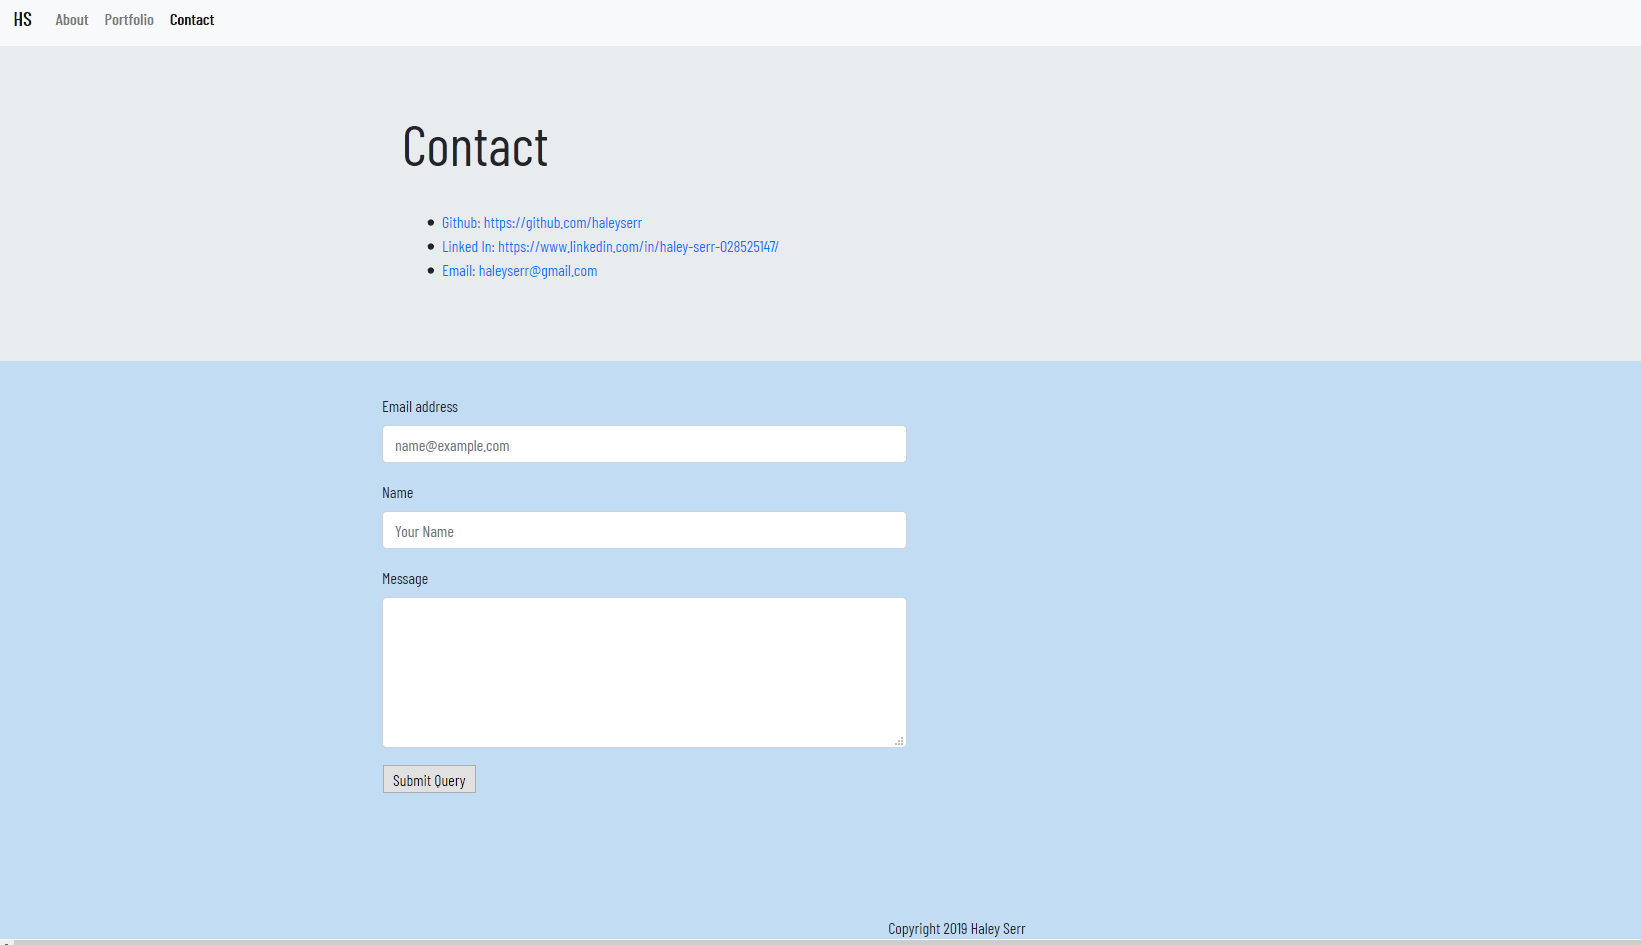 HS About Portfolio Contact
Contact
Github: https://github.com/haleyserr
Linked In: https://www.linkedin.com/in/haley-serr-028525147/
Email: haleyserr@gmail.com
Email address
name@example.com
Name
Your Name
Message
Submit Query
Copyright 2019 Haley Serr